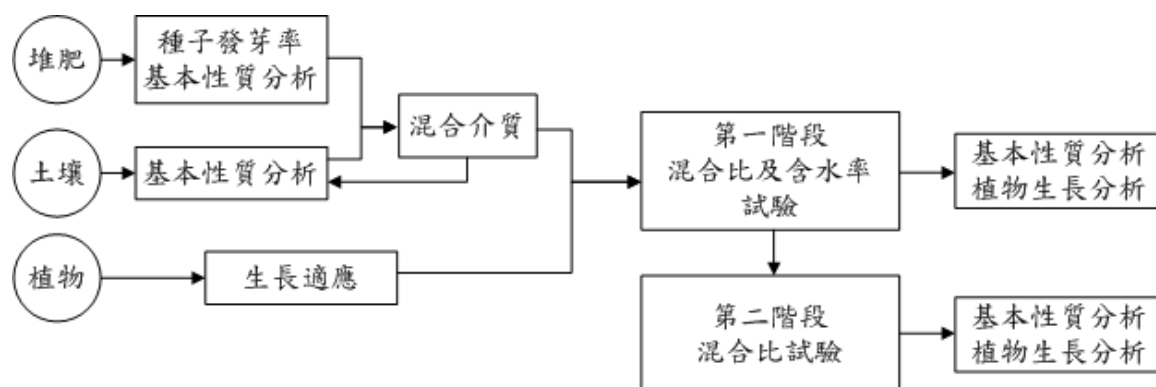 堆肥
種子發芽率
基本性質分析
土壤
基本性質分析
混合介質
植物
生長適應
第一階段
混合比及含水率
試驗
基本性質分析
植物生長分析
第二階段
混合比試驗
基本性質分析
植物生長分析